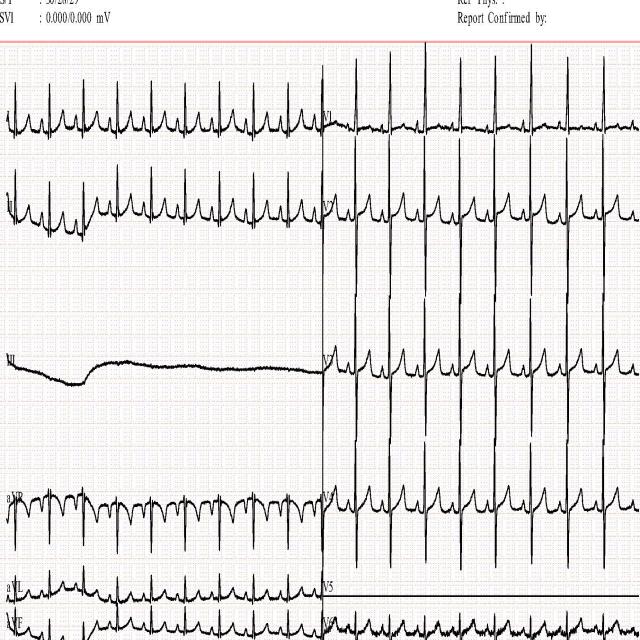 SV1 : 0.000/0.000 mV
Report Confirmed by:
I
V1
II
V2
III
V3
aVR
V4
aVL
V5
aVF
V6